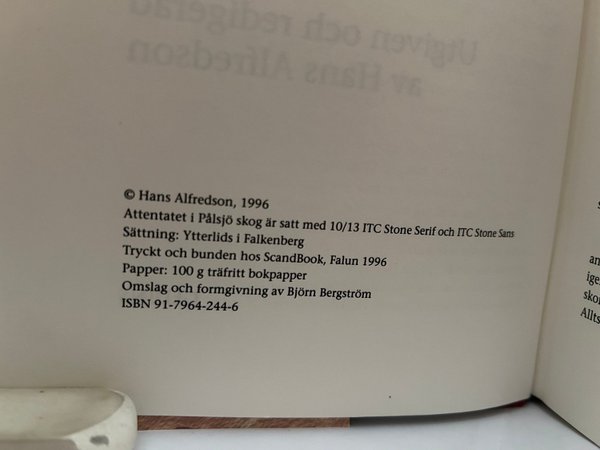 Utgiven och redigerad
av Hans Alfredson
© Hans Alfredson, 1996
Attentatet i Pålsjö skog är satt med 10/13 ITC Stone Serif och ITC Stone Sans
Sättning: Ytterlids i Falkenberg
Tryckt och bunden hos ScandBook, Falun 1996
Papper: 100 g träfritt bokpapper
Omslag och formgivning av Björn Bergström
ISBN 91-7964-244-6